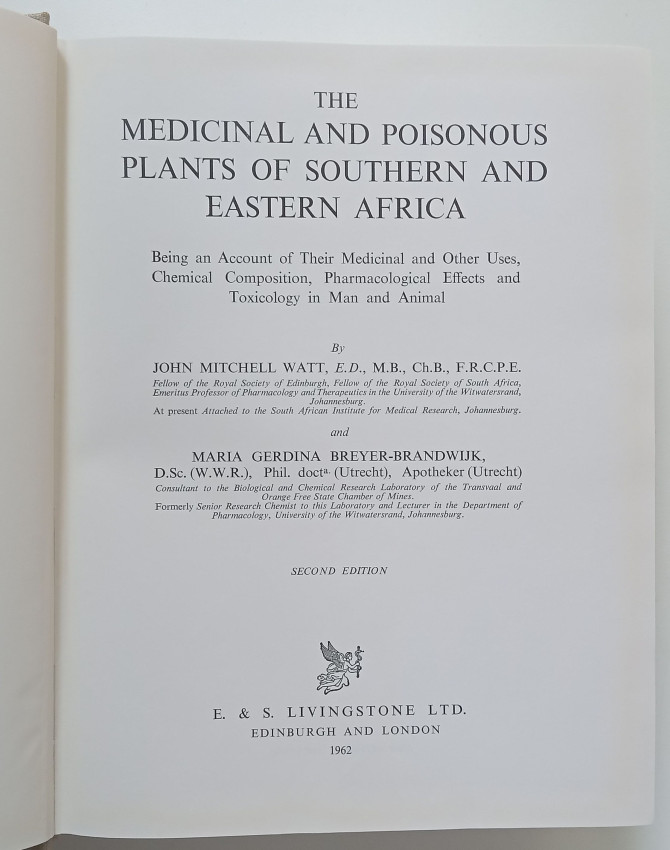 THE
MEDICINAL AND POISONOUS
PLANTS OF SOUTHERN AND
EASTERN AFRICA
Being an Account of Their Medicinal and Other Uses,
Chemical Composition, Pharmacological Effects and
Toxicology in Man and Animal
By
JOHN MITCHELL WATT, E.D., M.B., Ch.B., F.R.C.P.E.
Fellow of the Royal Society of Edinburgh, Fellow of the Royal Society of South Africa,
Emeritus Professor of Pharmacology and Therapeutics in the University of the Witwatersrand,
Johannesburg.
At present Attached to the South African Institute for Medical Research, Johannesburg.
and
MARIA GERDINA BREYER-BRANDWIJK,
D.Sc. (W.W.R.), Phil. docta. (Utrecht), Apotheker (Utrecht)
Consultant to the Biological and Chemical Research Laboratory of the Transvaal and
Orange Free State Chamber of Mines.
Formerly Senior Research Chemist to this Laboratory and Lecturer in the Department of
Pharmacology, University of the Witwatersrand, Johannesburg.
SECOND EDITION
E. & S. LIVINGSTONE LTD.
EDINBURGH AND LONDON
1962